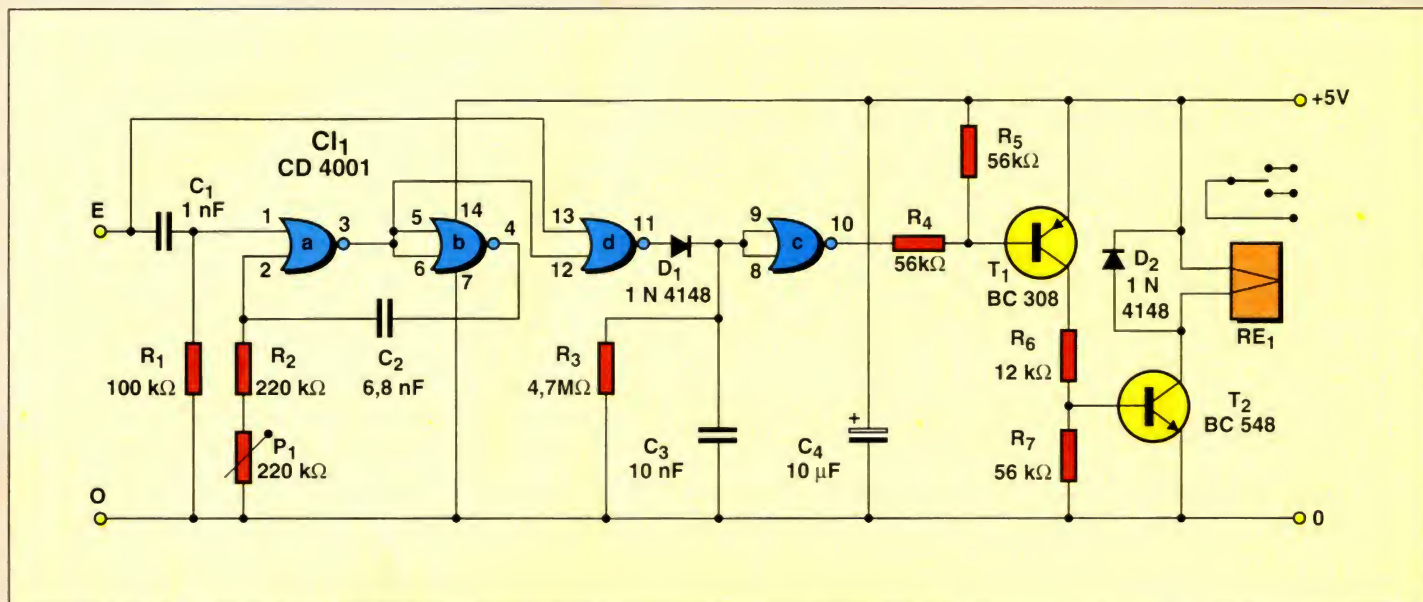 +5V
CI1
CD 4001
R5
56kΩ
C1
1 nF
E
1
2
3
a
5
6
14
b
4
7
13
12
d
11
D1
1 N 4148
9
8
c
10
R4
56kΩ
T1
BC 308
D2
1 N
4148
RE1
R1
100 kΩ
R2
220 kΩ
C2
6,8 nF
R3
4,7MΩ
R6
12 kΩ
T2
BC 548
P1
220 kΩ
C3
10 nF
+
C4
10 µF
R7
56 kΩ
O
0